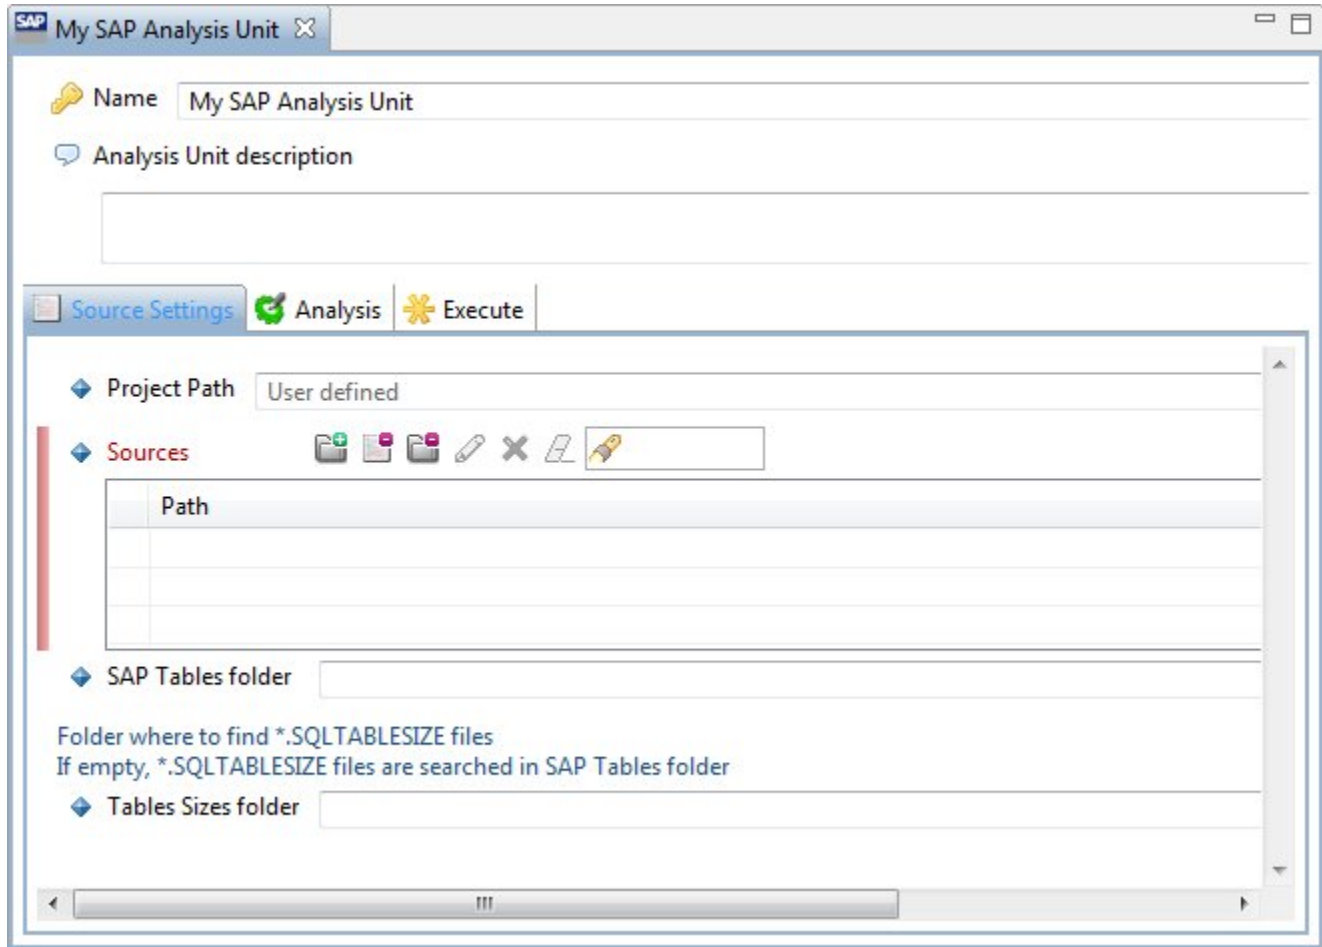 SAP My SAP Analysis Unit
Name My SAP Analysis Unit
Analysis Unit description
Source Settings Analysis Execute
Project Path User defined
Sources
Path
SAP Tables folder
Folder where to find *.SQLTABLESIZE files
If empty, *.SQLTABLESIZE files are searched in SAP Tables folder
Tables Sizes folder